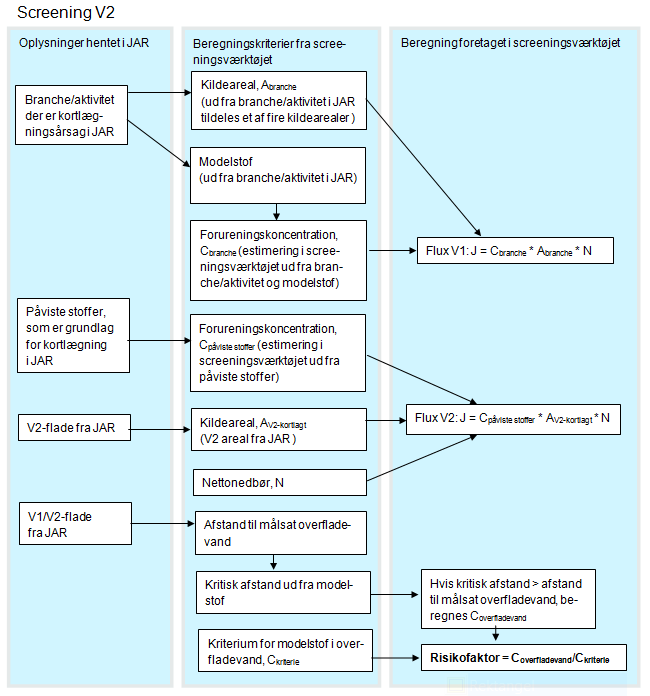 Screening V2
Oplysninger hentet i JAR
Beregningskriterier fra scree-
ningsværktøjet
Beregning foretaget i screeningsværktøjet
Branche/aktivitet
der er kortlæg-
ningsårsag i JAR
Kildeareal, Abranche
(ud fra branche/aktivitet i JAR
tildeles et af fire kildearealer )
Modelstof
(ud fra branche/aktivitet i JAR)
Forureningskoncentration,
Cbranche (estimering i scree-
ningsværktøjet ud fra bran-
che/aktivitet og modelstof)
Flux V1: J = Cbranche * Abranche * N
Påviste stoffer,
som er grundlag
for kortlægning
i JAR
Forureningskoncentration,
Cpåviste stoffer (estimering i
screeningsværktøjet ud fra
påviste stoffer)
V2-flade fra JAR
Kildeareal, AV2-kortlagt
(V2 areal fra JAR )
Flux V2: J = Cpåviste stoffer * AV2-kortlagt * N
Nettonedbør, N
V1/V2-flade
fra JAR
Afstand til målsat overflade-
vand
Kritisk afstand ud fra model-
stof
Hvis kritisk afstand > afstand
til målsat overfladevand, be-
regnes Coverfladevand
Kriterium for modelstof i over-
fladevand, Ckriterie
Risikofaktor = Coverfladevand/Ckriterie